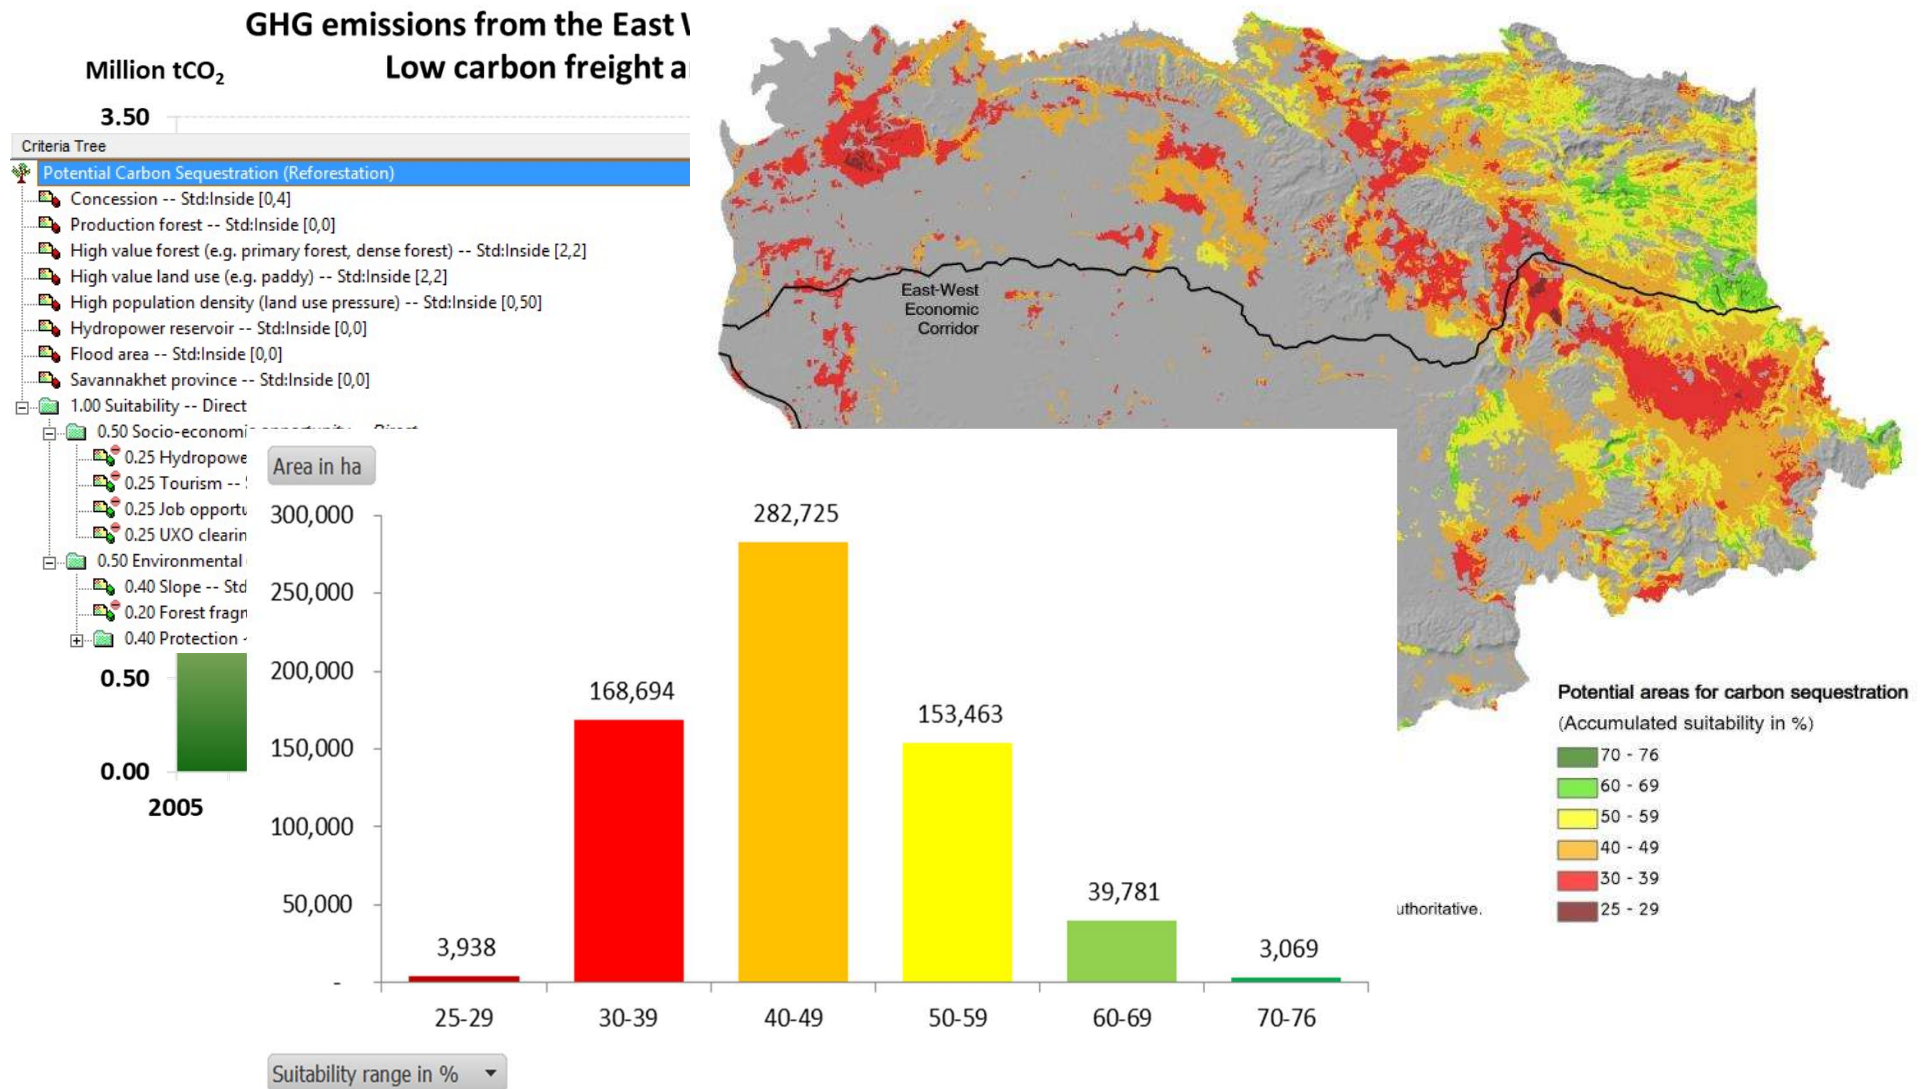 GHG emissions from the East
Low carbon freight
Million tCO2
3.50
Criteria Tree
Potential Carbon Sequestration (Reforestation)
Concession -- Std:Inside [0,4]
Production forest -- Std:Inside [0,0]
High value forest (e.g. primary forest, dense forest) -- Std:Inside [2,2]
High value land use (e.g. paddy) -- Std:Inside [2,2]
High population density (land use pressure) -- Std:Inside [0,50]
Hydropower reservoir -- Std:Inside [0,0]
Flood area -- Std:Inside [0,0]
Savannakhet province -- Std:Inside [0,0]
1.00 Suitability -- Direct
0.50 Socio-economic
0.25 Hydropowe
0.25 Tourism --
0.25 Job opportu
0.25 UXO clearin
0.50 Environmental
0.40 Slope -- Std
0.20 Forest fragm
0.40 Protection -
0.50
0.00
2005
East-West
Economic
Corridor
Area in ha
300,000
250,000
200,000
150,000
100,000
50,000
-
3,938
168,694
282,725
153,463
39,781
3,069
25-29
30-39
40-49
50-59
60-69
70-76
Suitability range in %
Potential areas for carbon sequestration
(Accumulated suitability in %)
70 - 76
60 - 69
50 - 59
40 - 49
30 - 39
25 - 29
uthoritative.